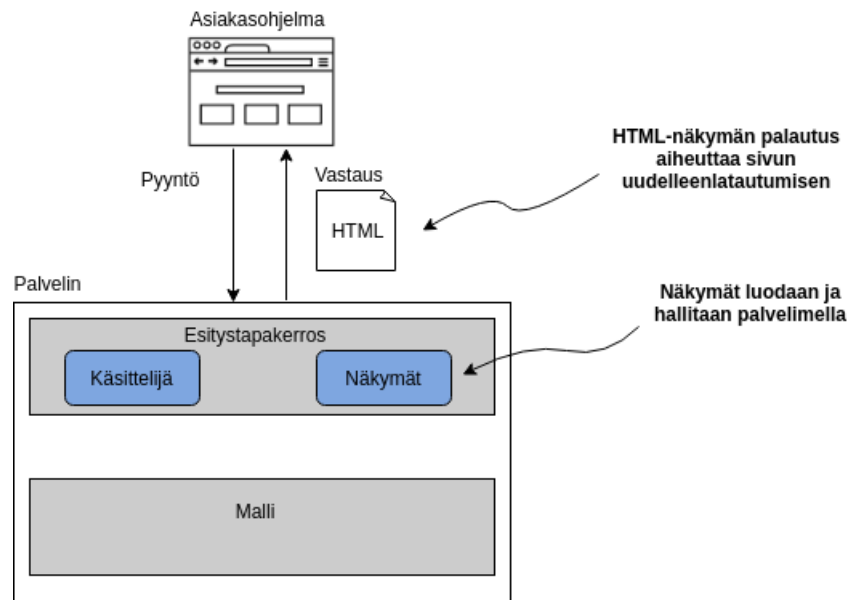 Asiakasohjelma
Pyyntö
Vastaus
HTML
HTML-näkymän palautus
aiheuttaa sivun
uudelleenlatautumisen
Palvelin
Näkymät luodaan ja
hallitaan palvelimella
Esitystapakerros
Käsittelijä
Näkymät
Malli